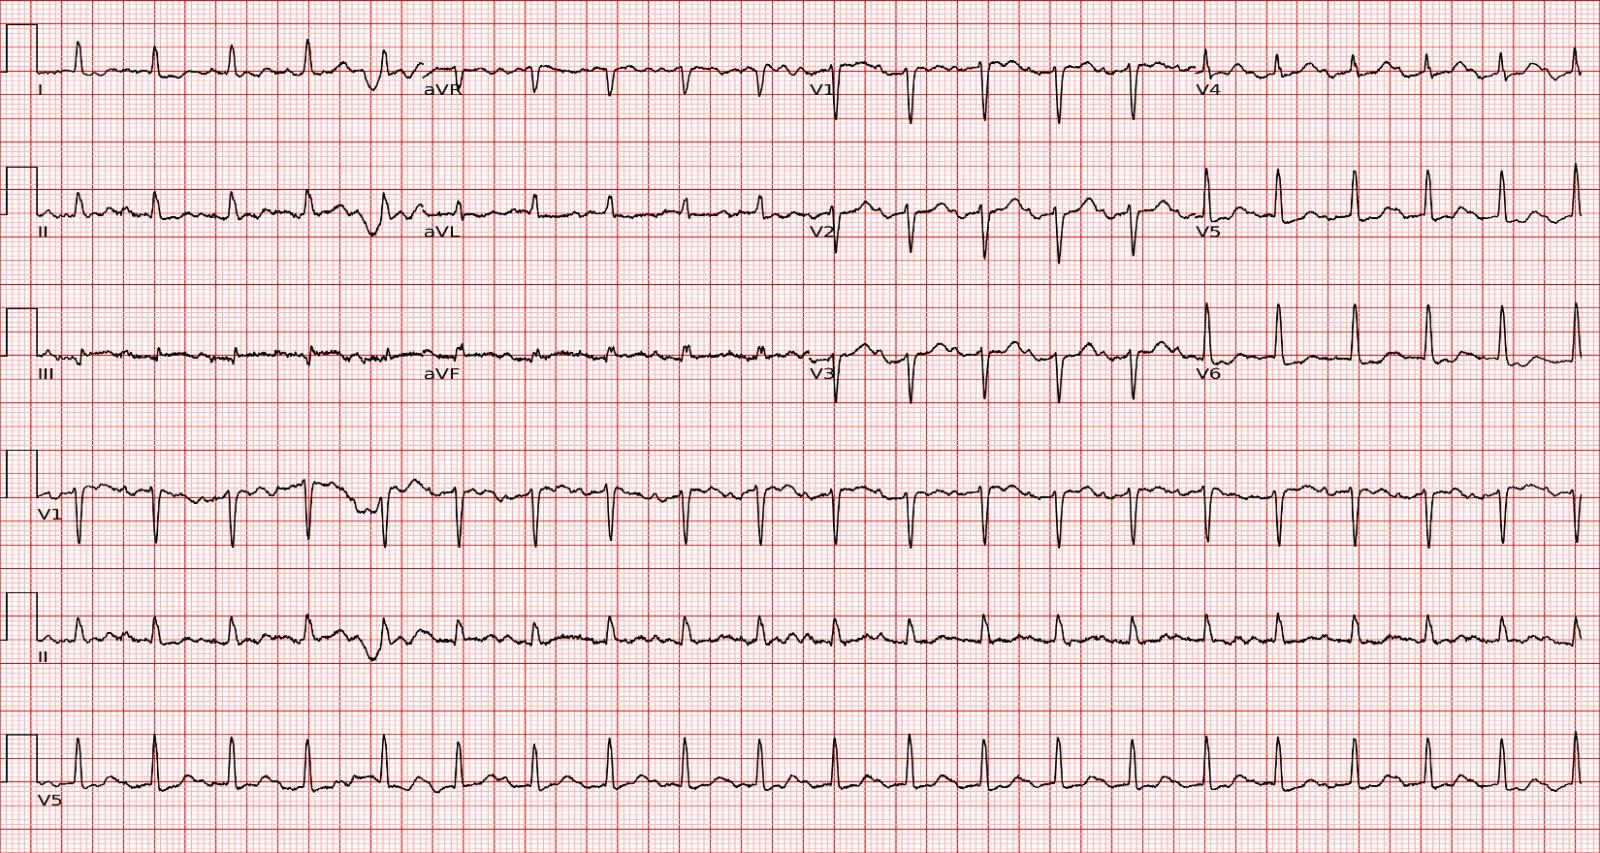 I aVR V1 V4
II aVL V2 V5
III aVF V3 V6
V1
II
V5